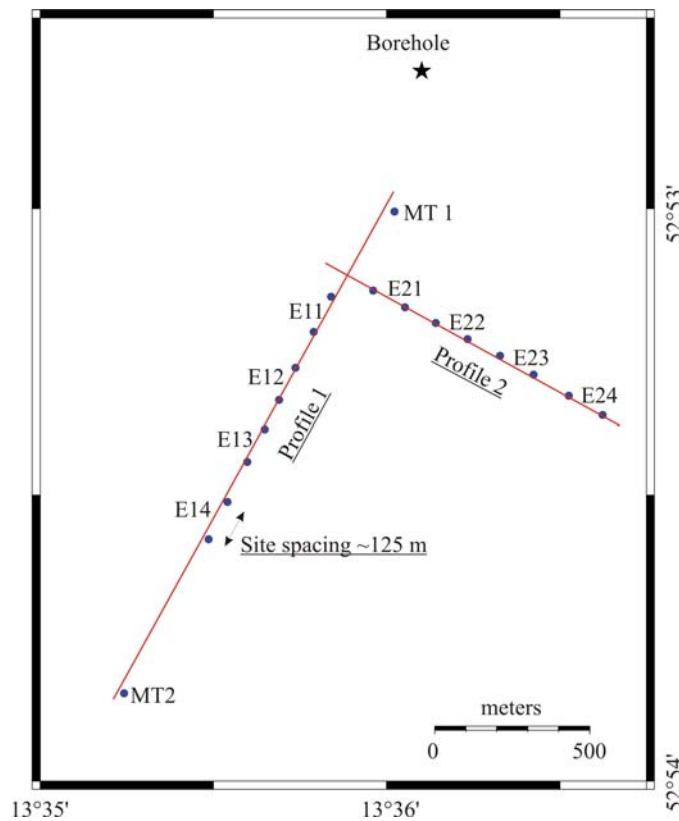 Borehole
MT 1
52°53'
E21
E11
E22
E23
E12
Profile 2
Profile 1
E24
E13
E14
Site spacing ~125 m
MT2
meters
0
500
13°35'
13°36'
52°54'